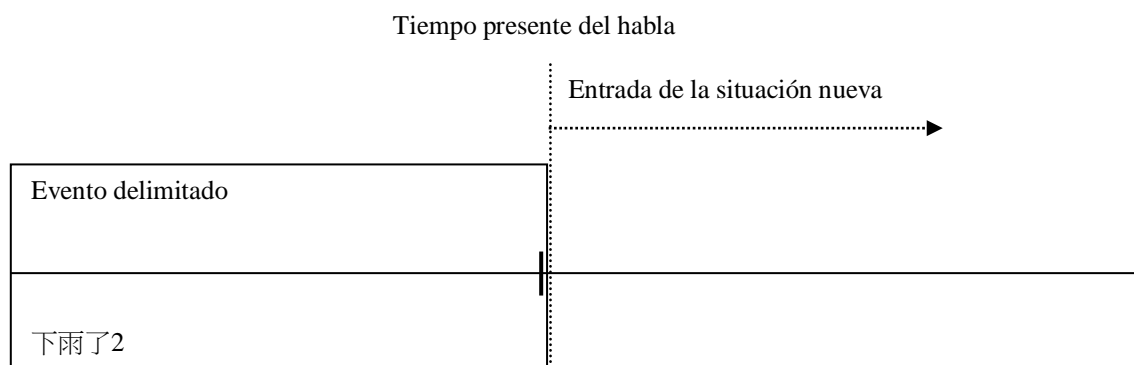 Tiempo presente del habla
Entrada de la situación nueva
Evento delimitado
下雨了2